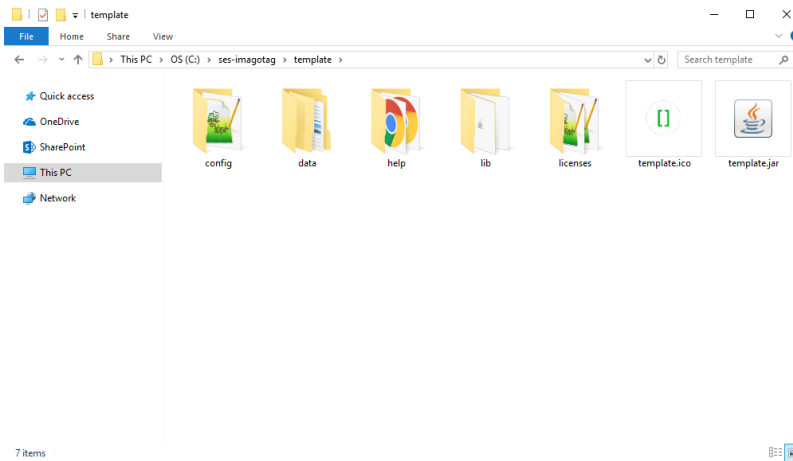 template
File Home Share View
This PC OS (C:) ses-imagotag template
Search template
Quick access
OneDrive
SharePoint
This PC
Network
config data help lib licenses template.ico template.jar
7 items